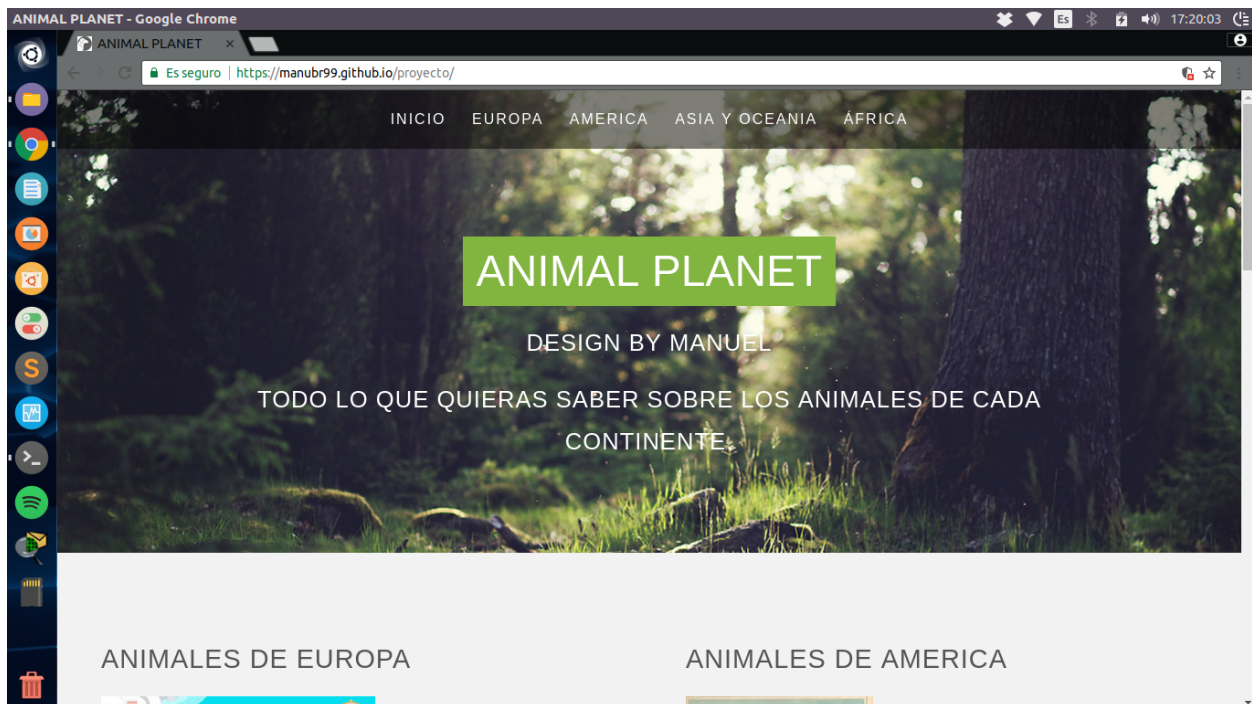 ANIMAL PLANET - Google Chrome
Es
17:20:03
ANIMAL PLANET ×
Es seguro | https://manubr99.github.io/proyecto/
INICIO EUROPA AMERICA ASIA Y OCEANIA ÁFRICA
ANIMAL PLANET
DESIGN BY MANUEL
TODO LO QUE QUIERAS SABER SOBRE LOS ANIMALES DE CADA
CONTINENTE
ANIMALES DE EUROPA
ANIMALES DE AMERICA